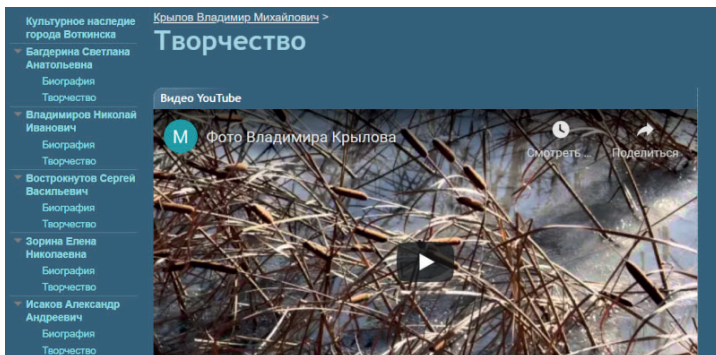 Культурное наследие
города Воткинска
Багдерина Светлана
Анатольевна
Биография
Творчество
Владимиров Николай
Иванович
Биография
Творчество
Вострокнутов Сергей
Васильевич
Биография
Творчество
Зорина Елена
Николаевна
Биография
Творчество
Исаков Александр
Андреевич
Биография
Творчество
Крылов Владимир Михайлович >
Творчество
Видео YouTube
М Фото Владимира Крылова
Смотреть ...
Поделиться